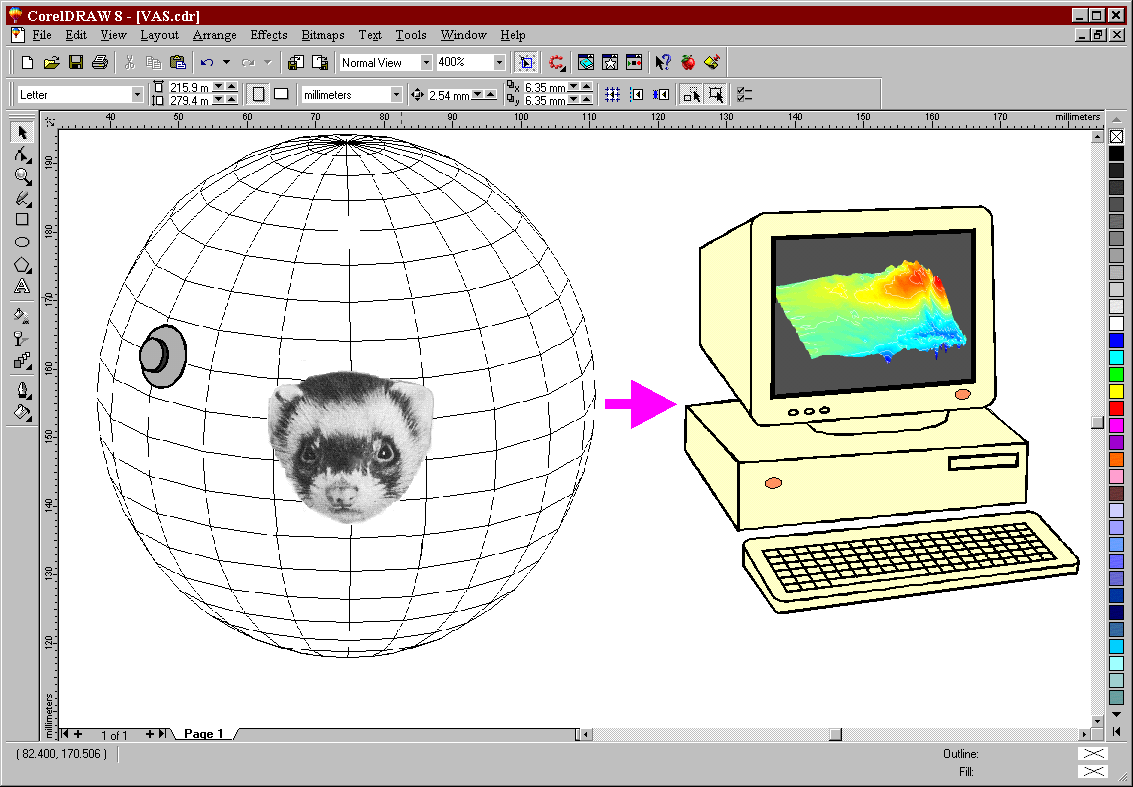 CorelDRAW 8 - [VAS.cdr]
File Edit View Layout Arrange Effects Bitmaps Text Tools Window Help
Normal View 400%
Letter 215.9 m 279.4 m millimeters 2.54 mm x 6.35 mm y 6.35 mm
40 50 60 70 80 90 100 110 120 130 140 150 160 170 millimeters
190
180
170
160
150
140
130
120
millimeters
1 of 1 Page 1
( 82.400, 170.506 ) Outline:
Fill: